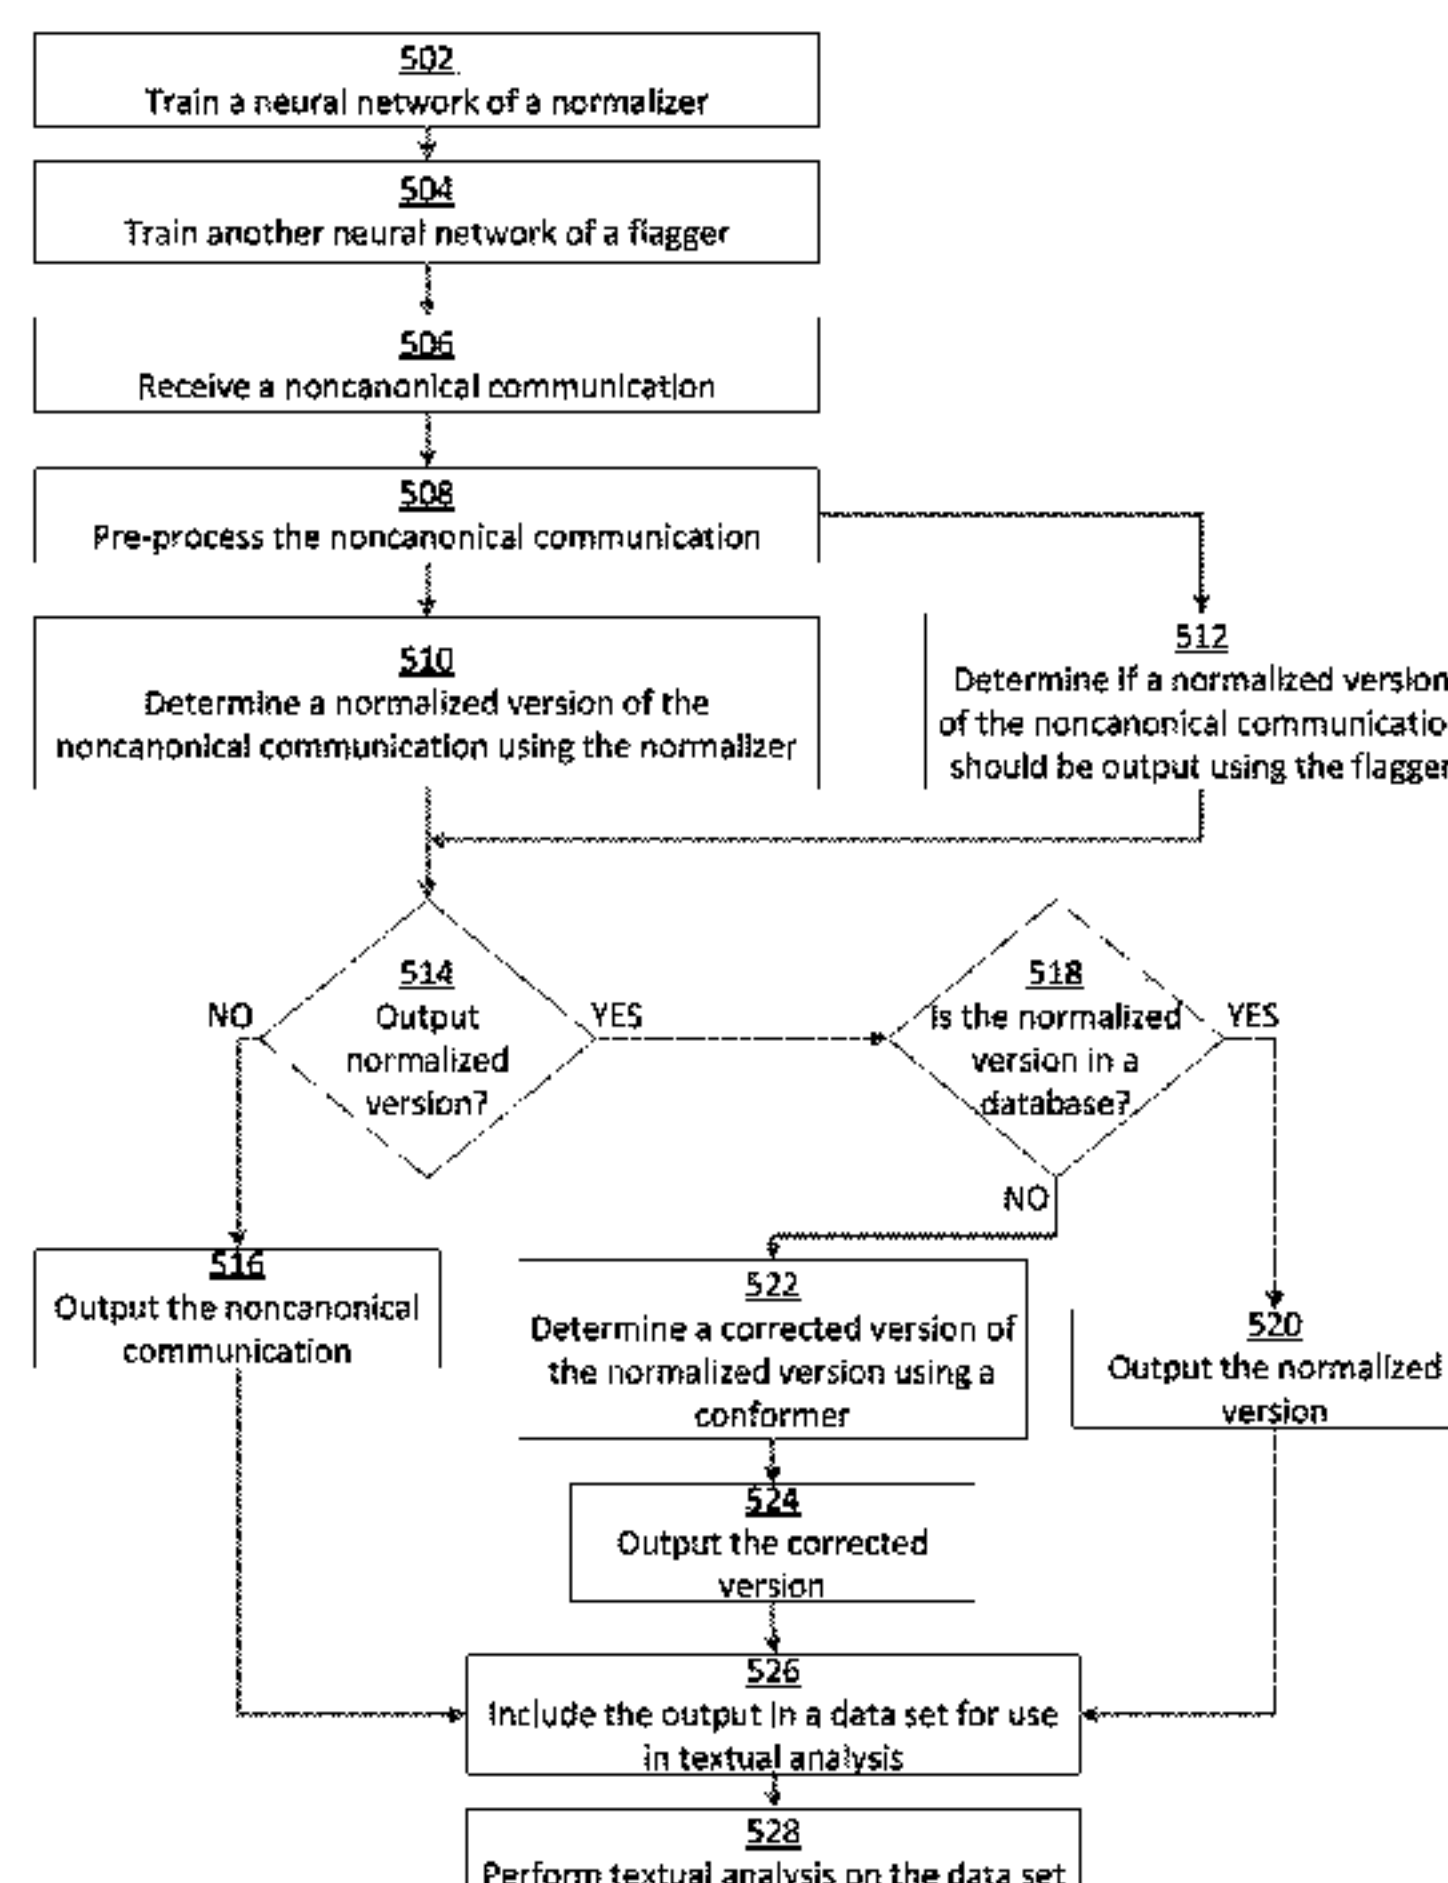 502
Train a neural network of a normalizer
504
Train another neural network of a flagger
506
Receive a noncanonical communication
508
Pre-process the noncanonical communication
510
Determine a normalized version of the
noncanonical communication using the normalizer
512
Determine if a normalized version
of the noncanonical communicatio
should be output using the flagger
514
Output
normalized
version?
NO
YES
518
Is the normalized
version in a
database?
YES
NO
516
Output the noncanonical
communication
522
Determine a corrected version of
the normalized version using a
conformer
520
Output the normalized
version
524
Output the corrected
version
526
Include the output in a data set for use
in textual analysis
528
Perform textual analysis on the data set